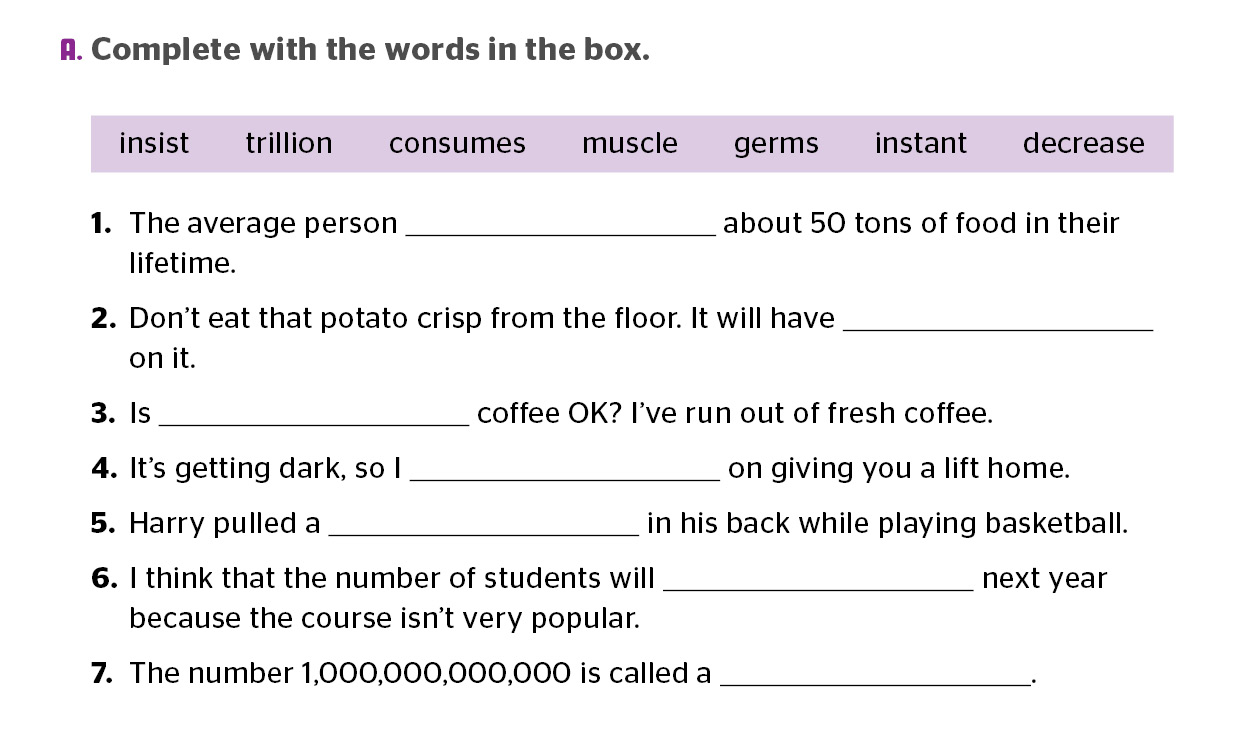 A. Complete with the words in the box.
insist trillion consumes muscle germs instant decrease
1. The average person ____________________ about 50 tons of food in their
lifetime.
2. Don’t eat that potato crisp from the floor. It will have ____________________
on it.
3. Is ____________________ coffee OK? I’ve run out of fresh coffee.
4. It’s getting dark, so I ____________________ on giving you a lift home.
5. Harry pulled a ____________________ in his back while playing basketball.
6. I think that the number of students will ____________________ next year
because the course isn’t very popular.
7. The number 1,000,000,000,000 is called a ____________________.